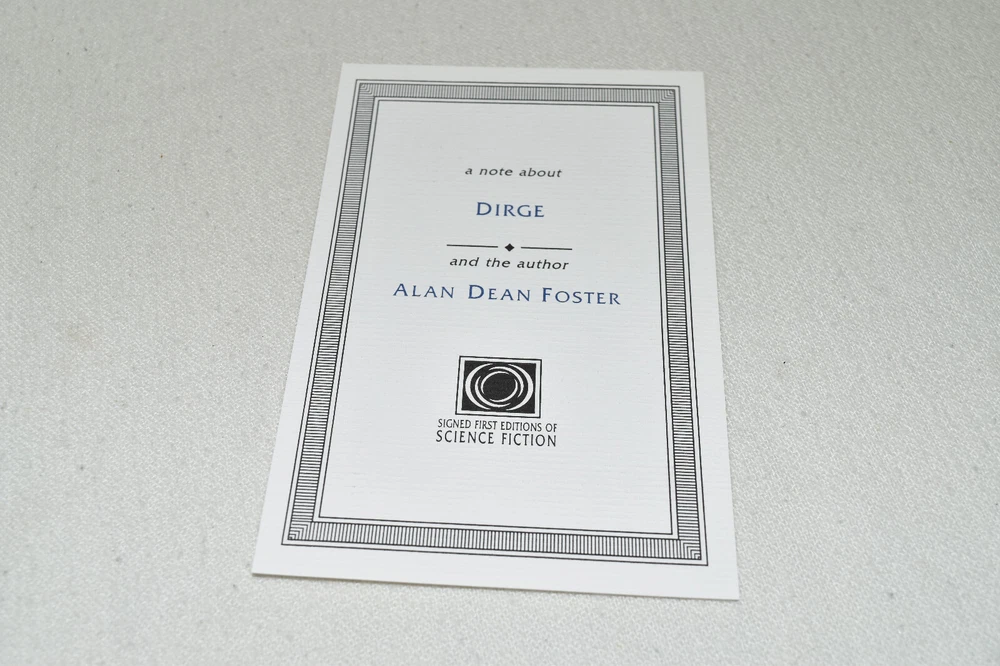 a note about
DIRGE
and the author
ALAN DEAN FOSTER
SIGNED FIRST EDITIONS OF
SCIENCE FICTION